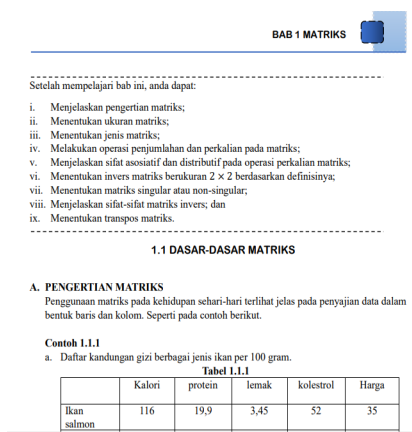 BAB 1 MATRIKS
Setelah mempelajari bab ini, anda dapat:
i. Menjelaskan pengertian matriks;
ii. Menentukan ukuran matriks;
iii. Menentukan jenis matriks;
iv. Melakukan operasi penjumlahan dan perkalian pada matriks;
v. Menjelaskan sifat asosiatif dan distributif pada operasi perkalian matriks;
vi. Menentukan invers matriks berukuran 2 × 2 berdasarkan definisinya;
vii. Menentukan matriks singular atau non-singular;
viii. Menjelaskan sifat-sifat matriks invers; dan
ix. Menentukan transpos matriks.
1.1 DASAR-DASAR MATRIKS
A. PENGERTIAN MATRIKS
Penggunaan matriks pada kehidupan sehari-hari terlihat jelas pada penyajian data dalam
bentuk baris dan kolom. Seperti pada contoh berikut.
Contoh 1.1.1
a. Daftar kandungan gizi berbagai jenis ikan per 100 gram.
Tabel 1.1.1
Kalori protein lemak kolestrol Harga
Ikan 116 19,9 3,45 52 35
salmon